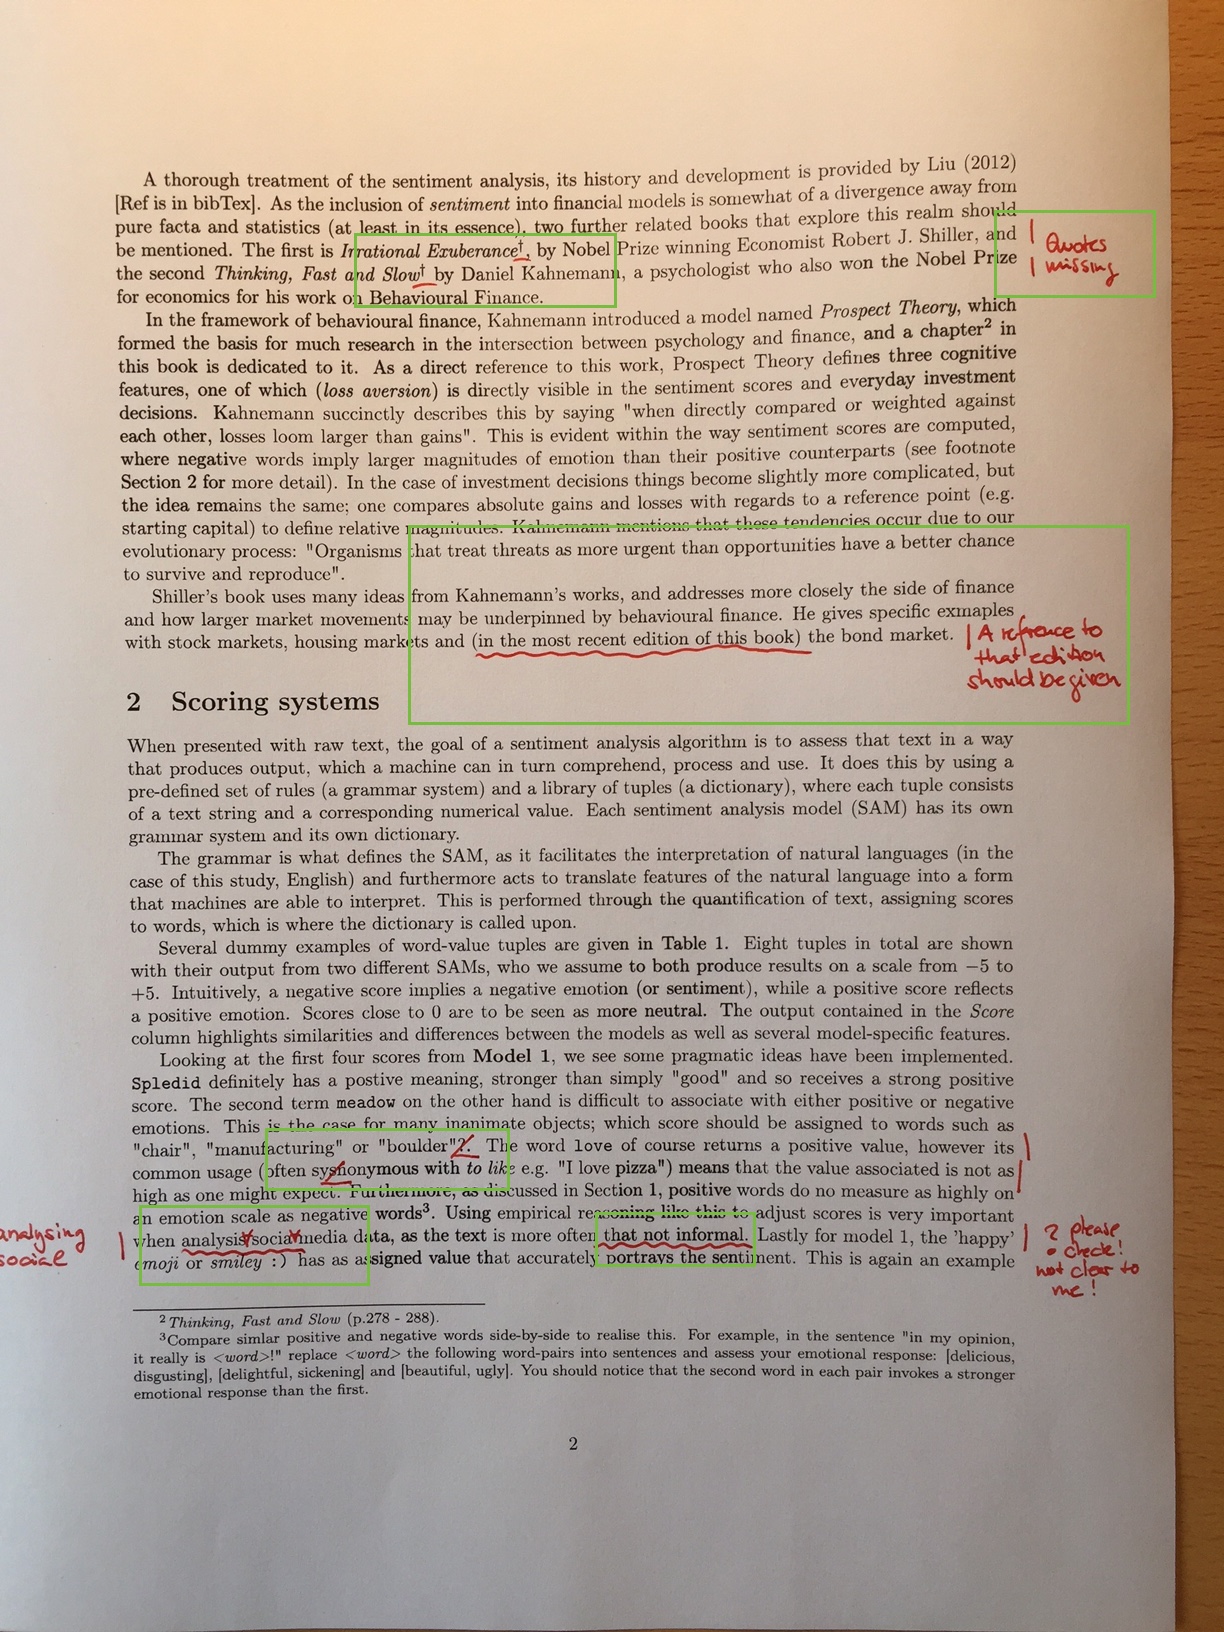 A thorough treatment of the sentiment analysis, its history and development is provided by Liu (2012)
[Ref is in bibTex]. As the inclusion of sentiment into financial models is somewhat of a divergence away from
pure facta and statistics (at least in its essence), two further related books that explore this realm should
be mentioned. The first is Irrational Exuberance†, by Nobel Prize winning Economist Robert J. Shiller, and
the second Thinking, Fast and Slow† by Daniel Kahnemann, a psychologist who also won the Nobel Prize
for economics for his work on Behavioural Finance.
Quotes
missing
In the framework of behavioural finance, Kahnemann introduced a model named Prospect Theory, which
formed the basis for much research in the intersection between psychology and finance, and a chapter² in
this book is dedicated to it. As a direct reference to this work, Prospect Theory defines three cognitive
features, one of which (loss aversion) is directly visible in the sentiment scores and everyday investment
decisions. Kahnemann succinctly describes this by saying "when directly compared or weighted against
each other, losses loom larger than gains". This is evident within the way sentiment scores are computed,
where negative words imply larger magnitudes of emotion than their positive counterparts (see footnote
Section 2 for more detail). In the case of investment decisions things become slightly more complicated, but
the idea remains the same; one compares absolute gains and losses with regards to a reference point (e.g.
starting capital) to define relative magnitudes. Kahnemann mentions that these tendencies occur due to our
evolutionary process: "Organisms that treat threats as more urgent than opportunities have a better chance
to survive and reproduce".
Shiller's book uses many ideas from Kahnemann's works, and addresses more closely the side of finance
and how larger market movements may be underpinned by behavioural finance. He gives specific exmaples
with stock markets, housing markets and (in the most recent edition of this book) the bond market.
A refrence to
that edition
should be given
2 Scoring systems
When presented with raw text, the goal of a sentiment analysis algorithm is to assess that text in a way
that produces output, which a machine can in turn comprehend, process and use. It does this by using a
pre-defined set of rules (a grammar system) and a library of tuples (a dictionary), where each tuple consists
of a text string and a corresponding numerical value. Each sentiment analysis model (SAM) has its own
grammar system and its own dictionary.
The grammar is what defines the SAM, as it facilitates the interpretation of natural languages (in the
case of this study, English) and furthermore acts to translate features of the natural language into a form
that machines are able to interpret. This is performed through the quantification of text, assigning scores
to words, which is where the dictionary is called upon.
Several dummy examples of word-value tuples are given in Table 1. Eight tuples in total are shown
with their output from two different SAMs, who we assume to both produce results on a scale from −5 to
+5. Intuitively, a negative score implies a negative emotion (or sentiment), while a positive score reflects
a positive emotion. Scores close to 0 are to be seen as more neutral. The output contained in the Score
column highlights similarities and differences between the models as well as several model-specific features.
Looking at the first four scores from Model 1, we see some pragmatic ideas have been implemented.
Spledid definitely has a postive meaning, stronger than simply "good" and so receives a strong positive
score. The second term meadow on the other hand is difficult to associate with either positive or negative
emotions. This is the case for many inanimate objects; which score should be assigned to words such as
"chair", "manufacturing" or "boulder"?. The word love of course returns a positive value, however its
common usage (often synonymous with to like e.g. "I love pizza") means that the value associated is not as
high as one might expect. Furthermore, as discussed in Section 1, positive words do no measure as highly on
an emotion scale as negative words³. Using empirical reasoning like this to adjust scores is very important
when analysis social media data, as the text is more often that not informal. Lastly for model 1, the 'happy'
emoji or smiley :) has as assigned value that accurately portrays the sentiment. This is again an example
analysing
social
? please
check!
not clear to
me!
² Thinking, Fast and Slow (p.278 - 288).
³Compare simlar positive and negative words side-by-side to realise this. For example, in the sentence "in my opinion,
it really is <word>!" replace <word> the following word-pairs into sentences and assess your emotional response: [delicious,
disgusting], [delightful, sickening] and [beautiful, ugly]. You should notice that the second word in each pair invokes a stronger
emotional response than the first.
2